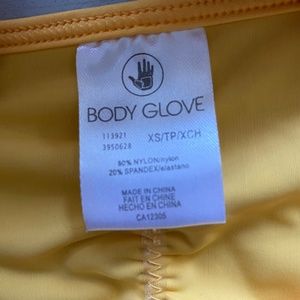 BODY GLOVE
113921
3950628
XS/TP/XCH
80% NYLON/nylon
20% SPANDEX/elastano
MADE IN CHINA
FAIT EN CHINE
HECHO EN CHINA
CA12305